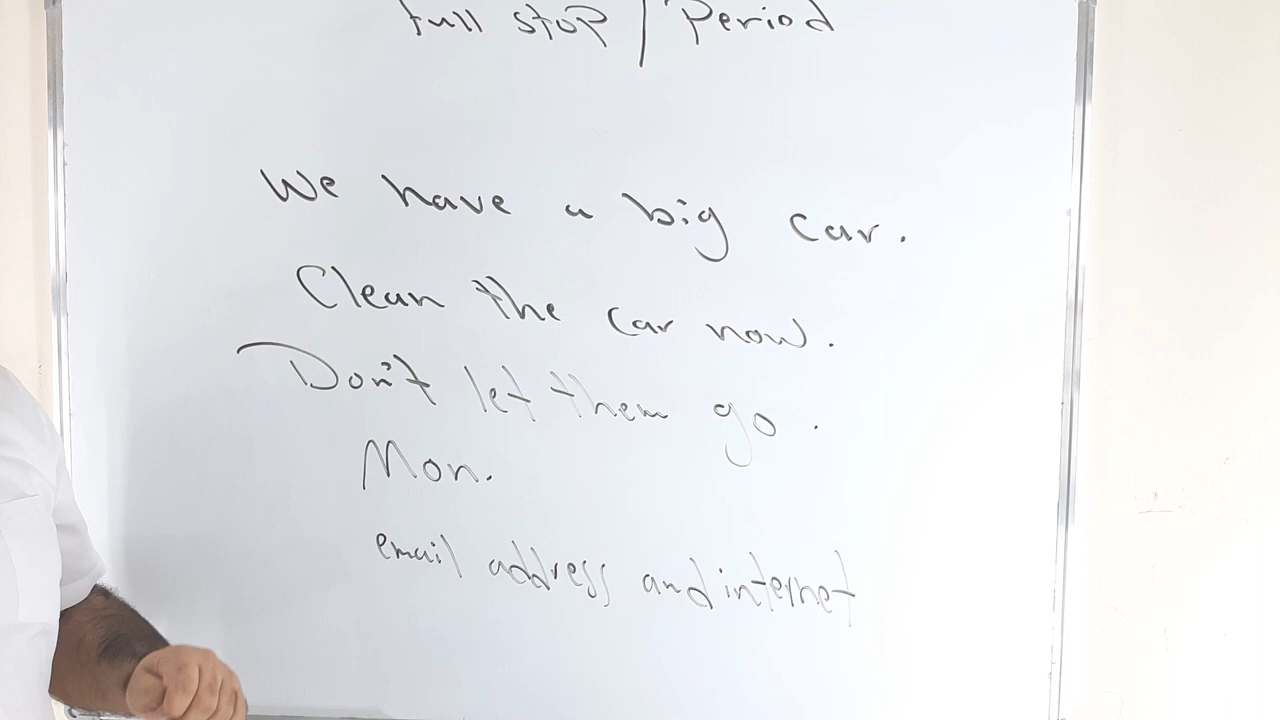 full stop / Period
We have a big car.
Clean the car now.
Don't let them go.
Mon.
email address and internet